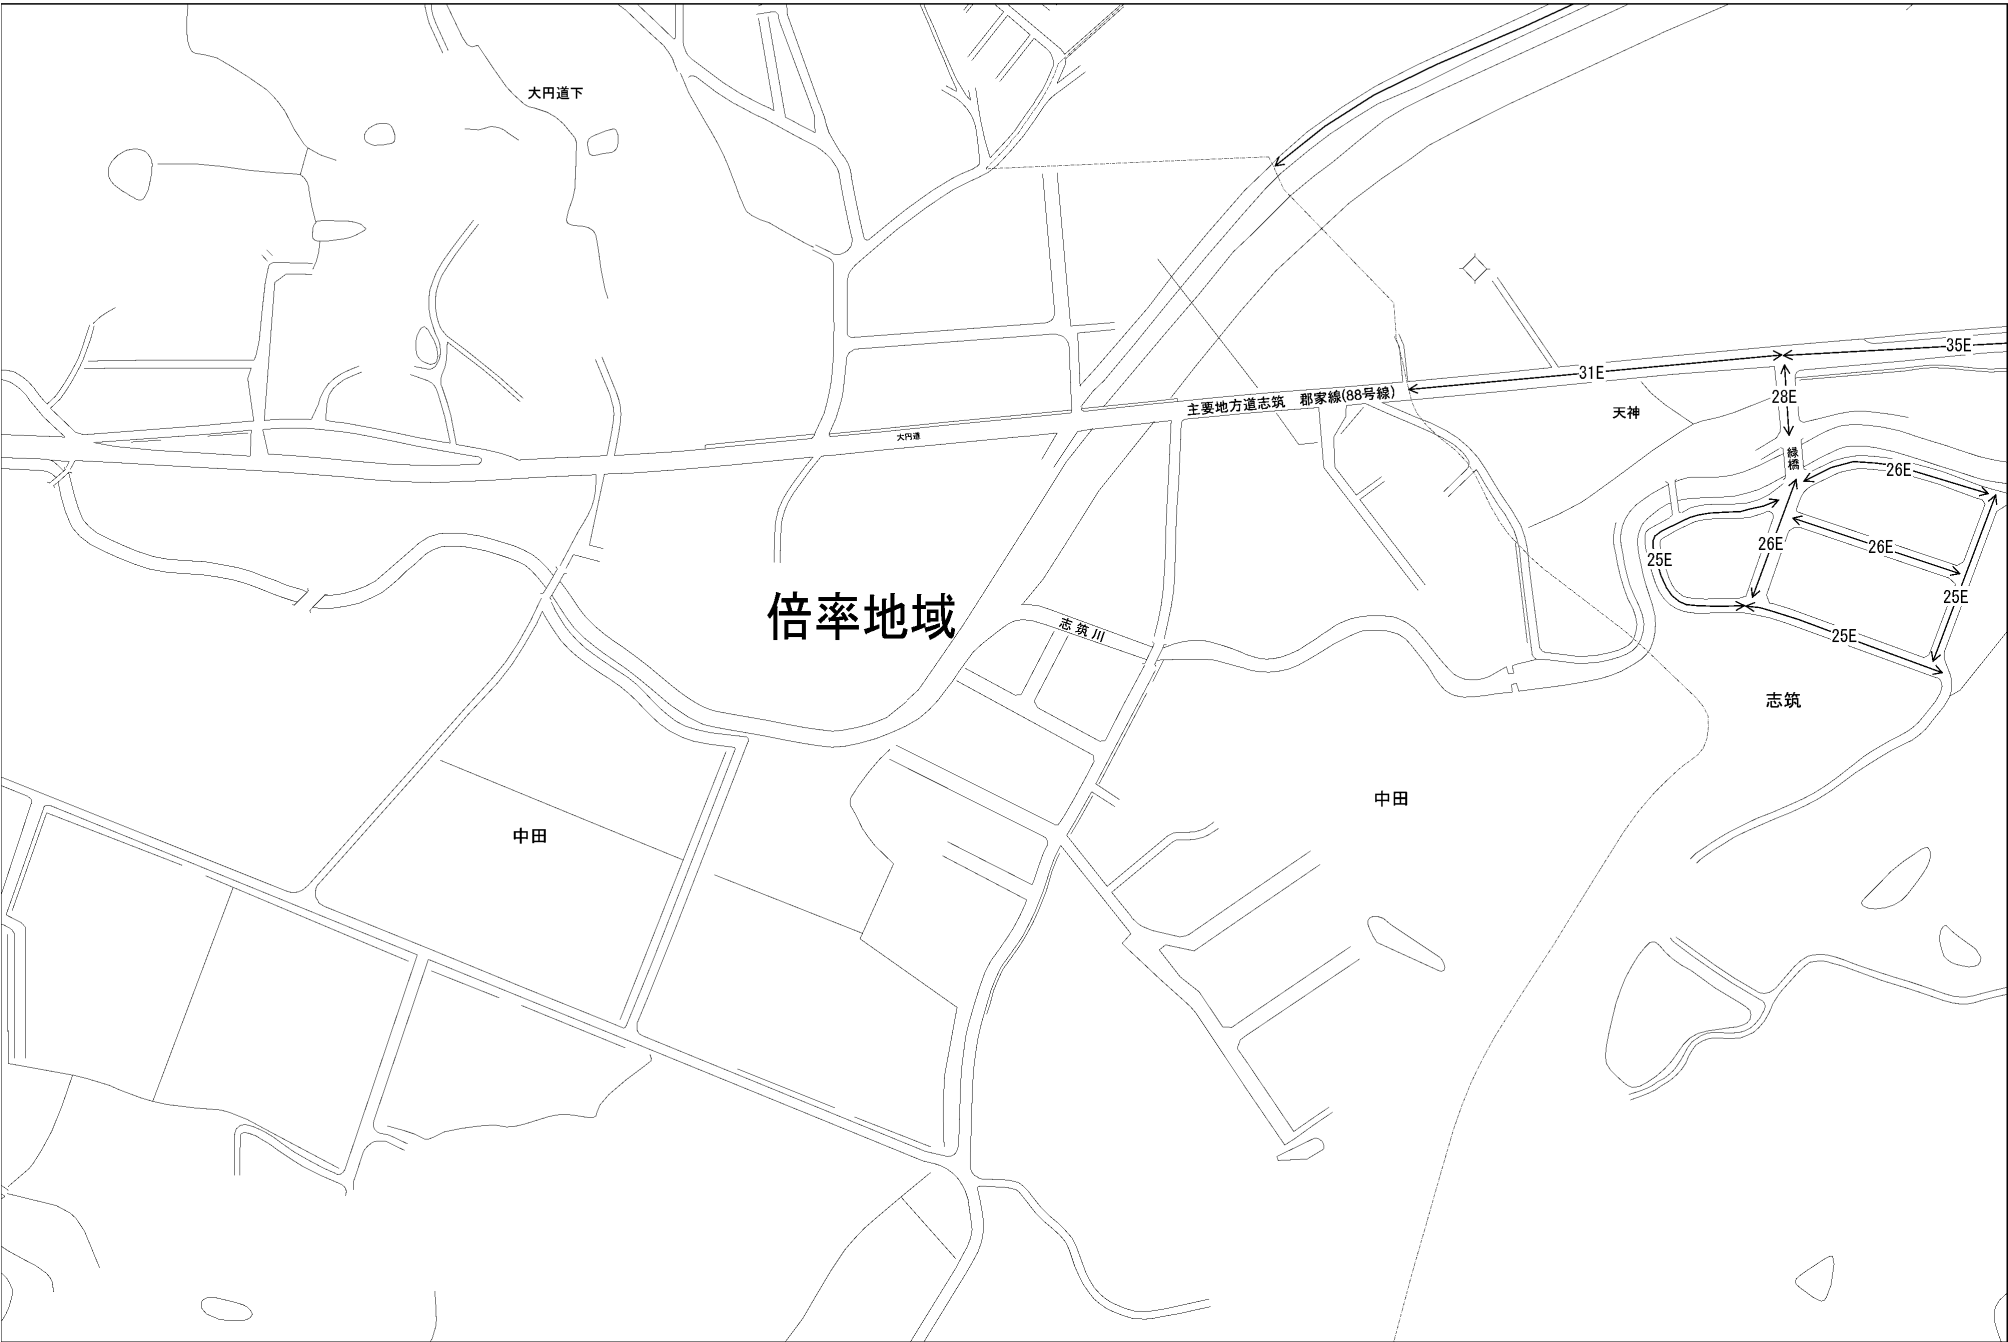 大円道下
35E
31E
28E
主要地方道志筑　郡家線(88号線)
天神
大円道
緑橋
26E
26E
26E
25E
25E
25E
倍率地域
志筑川
志筑
中田
中田